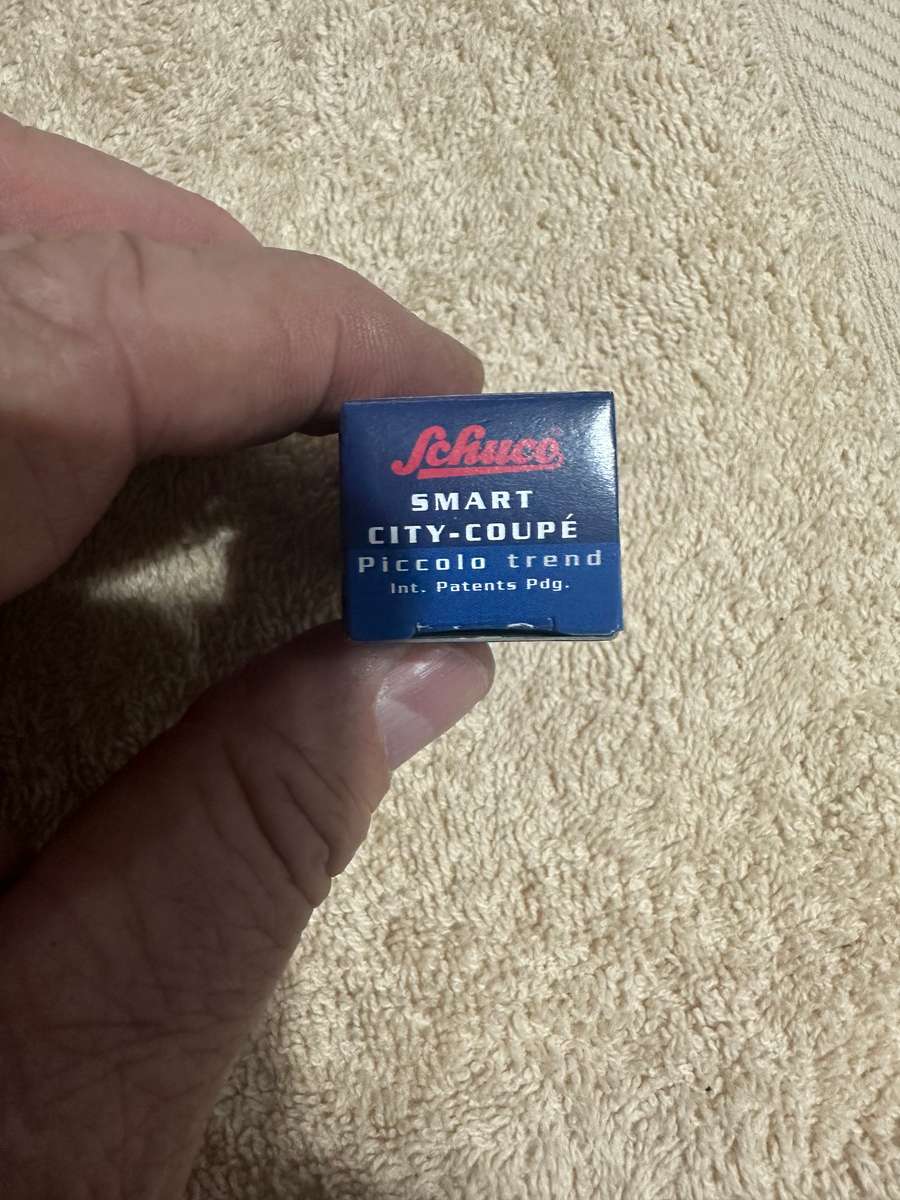 Schuco
SMART
CITY-COUPÉ
Piccolo trend
Int. Patents Pdg.